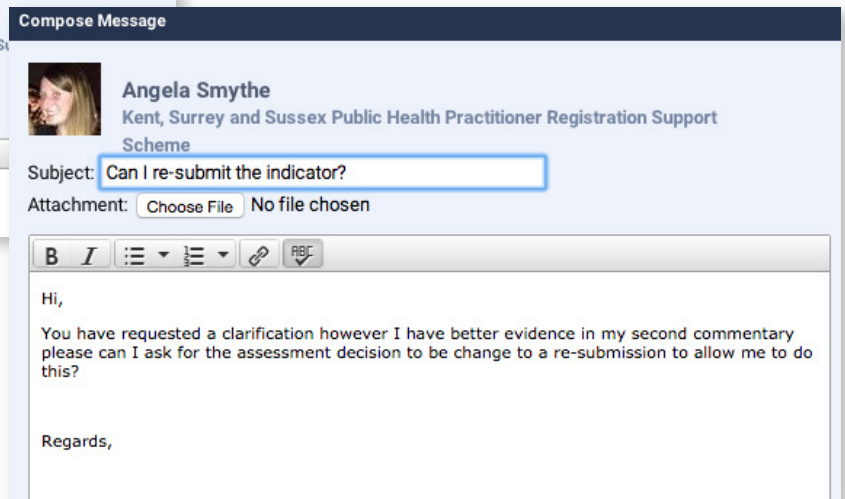 Compose Message
Angela Smythe
Kent, Surrey and Sussex Public Health Practitioner Registration Support
Scheme
Subject: Can I re-submit the indicator?
Attachment: Choose File No file chosen
B I ABC
Hi,
You have requested a clarification however I have better evidence in my second commentary
please can I ask for the assessment decision to be change to a re-submission to allow me to do
this?
Regards,